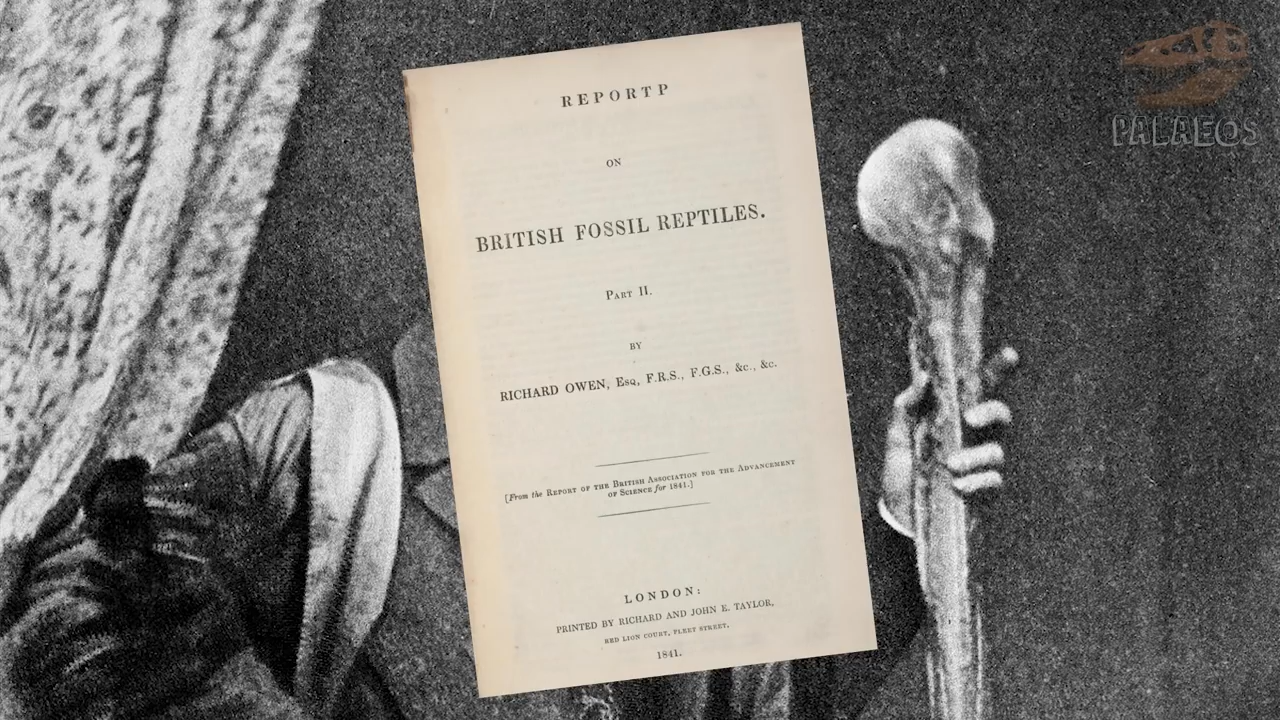 PALAEOS
REPORTP
ON
BRITISH FOSSIL REPTILES.
PART II.
BY
RICHARD OWEN, Esq, F.R.S., F.G.S., &c., &c.
[From the REPORT OF THE BRITISH ASSOCIATION FOR THE ADVANCEMENT
OF SCIENCE for 1841.]
LONDON:
PRINTED BY RICHARD AND JOHN E. TAYLOR,
RED LION COURT, FLEET STREET.
1841.